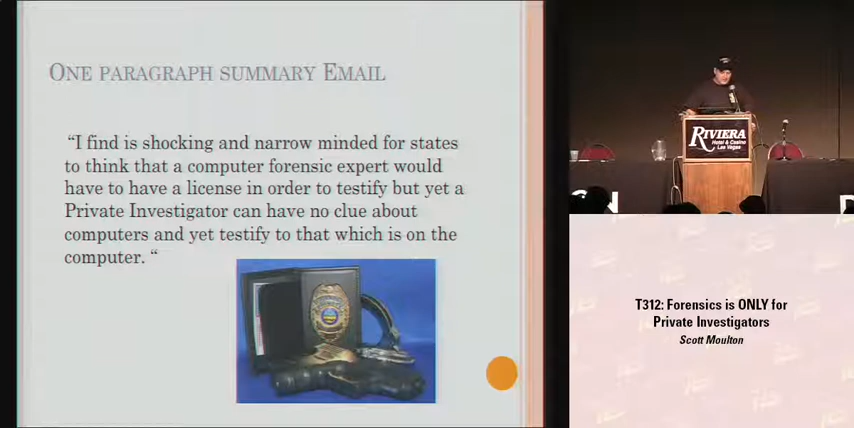 ONE PARAGRAPH SUMMARY EMAIL
“I find is shocking and narrow minded for states
to think that a computer forensic expert would
have to have a license in order to testify but yet a
Private Investigator can have no clue about
computers and yet testify to that which is on the
computer. “
RIVIERA
Hotel & Casino
Las Vegas
T312: Forensics is ONLY for
Private Investigators
Scott Moulton